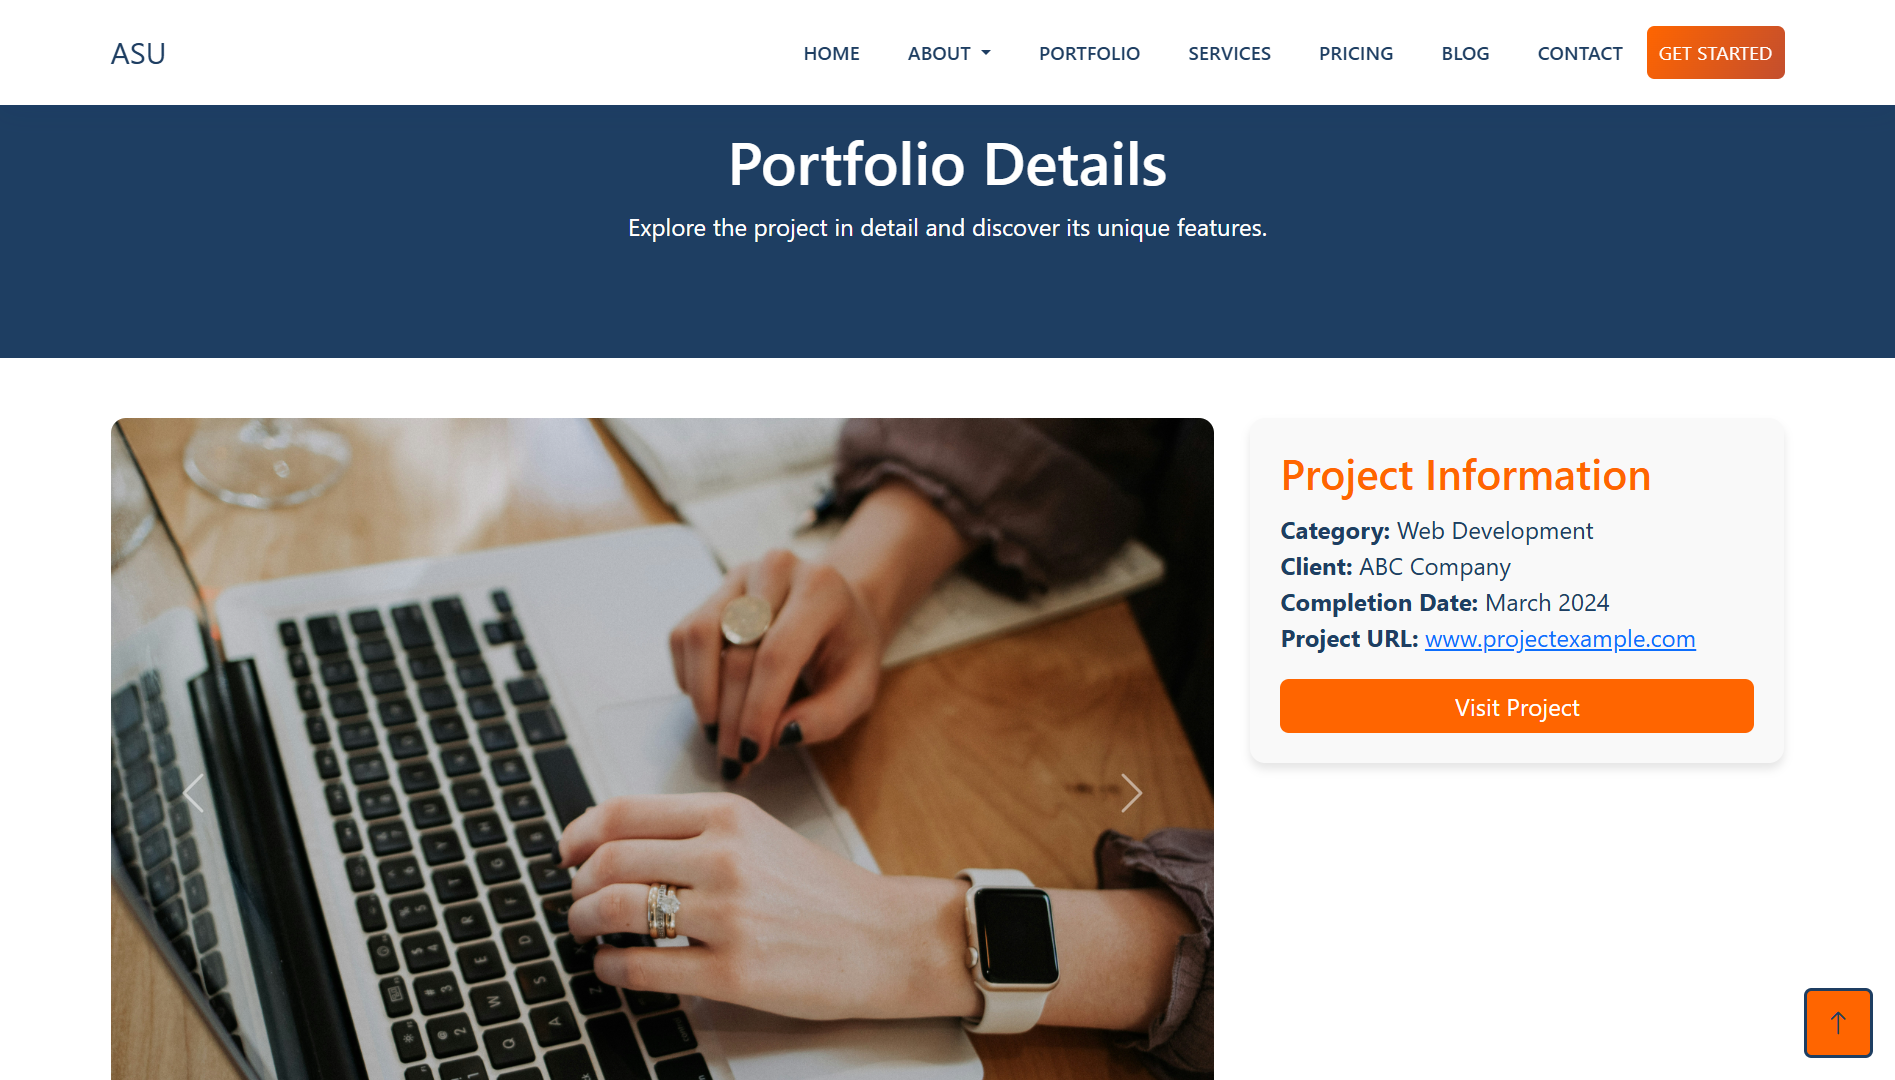 ASU
HOME
ABOUT
PORTFOLIO
SERVICES
PRICING
BLOG
CONTACT
GET STARTED
Portfolio Details
Explore the project in detail and discover its unique features.
Project Information
Category: Web Development
Client: ABC Company
Completion Date: March 2024
Project URL: www.projectexample.com
Visit Project